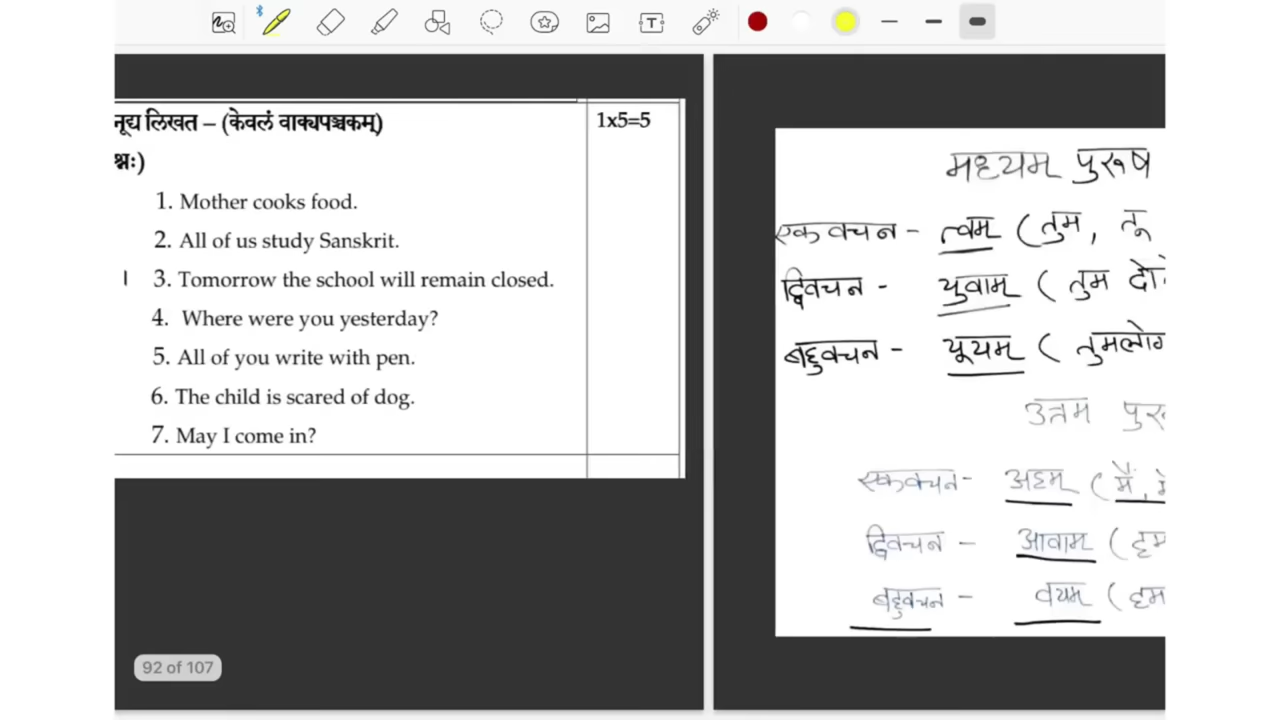 नूद्य लिखत – (केवलं वाक्यपञ्चकम्)
1x5=5
श्नः)
1. Mother cooks food.
2. All of us study Sanskrit.
3. Tomorrow the school will remain closed.
4. Where were you yesterday?
5. All of you write with pen.
6. The child is scared of dog.
7. May I come in?
92 of 107
मध्यम पुरूष
एकवचन - त्वम् (तुम, तू
द्विवचन - युवाम् (तुम दो
बहुवचन - यूयम् (तुमलोग
उत्तम पुरू
एकवचन- अहम् (मैं,
द्विवचन - आवाम् (हम
बहुवचन - वयम् (हम